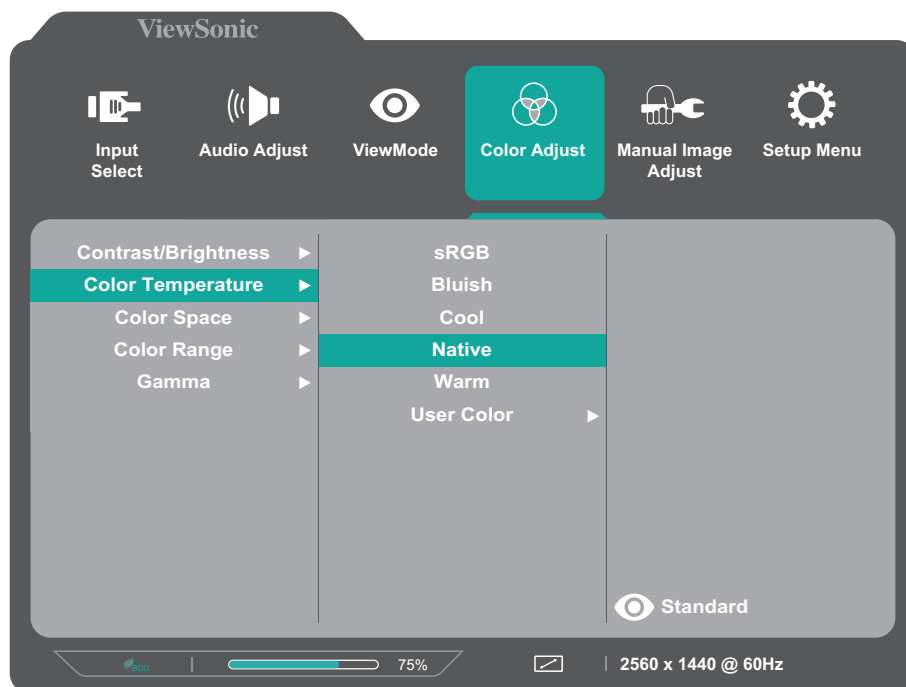 ViewSonic
Input Select
Audio Adjust
ViewMode
Color Adjust
Manual Image Adjust
Setup Menu
Contrast/Brightness
Color Temperature
Color Space
Color Range
Gamma
sRGB
Bluish
Cool
Native
Warm
User Color
Standard
eco
75%
2560 x 1440 @ 60Hz